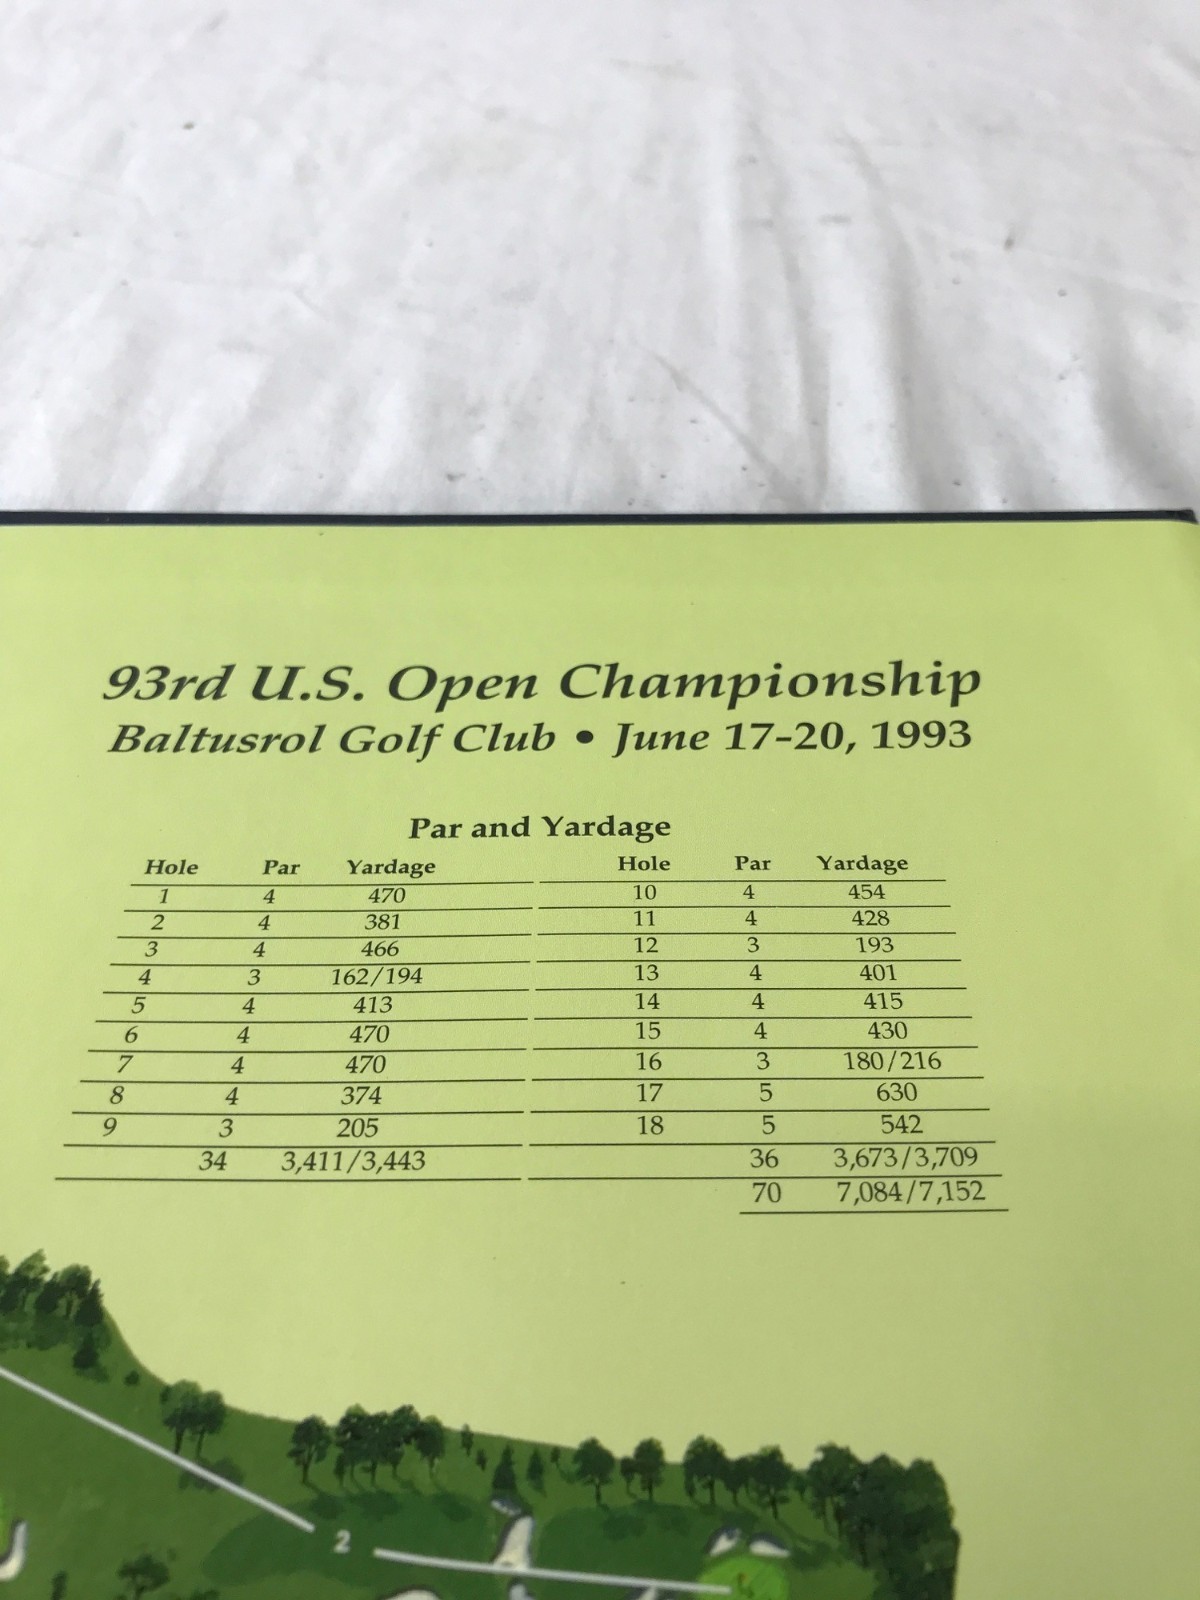 93rd U.S. Open Championship
Baltusrol Golf Club • June 17-20, 1993
Par and Yardage
Hole Par Yardage Hole Par Yardage
1 4 470 10 4 454
2 4 381 11 4 428
3 4 466 12 3 193
4 3 162/194 13 4 401
5 4 413 14 4 415
6 4 470 15 4 430
7 4 470 16 3 180/216
8 4 374 17 5 630
9 3 205 18 5 542
34 3,411/3,443 36 3,673/3,709
70 7,084/7,152
2